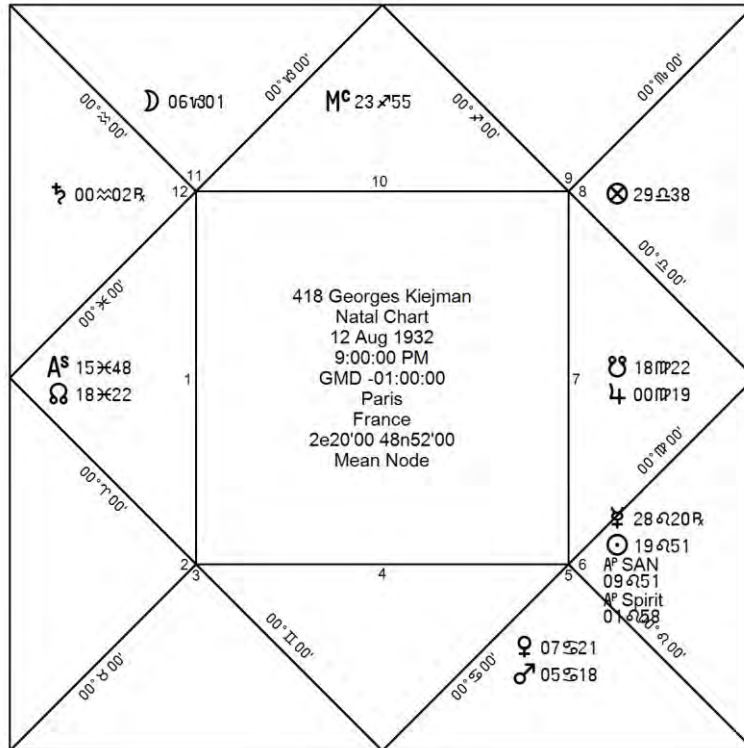 ☽ 06♑01
00°♑00'
Mᶜ 23♐55
00°♐00'
00°♏00'
00°♒00'
♄ 00♒02℞
11
12
10
9
8
⊗ 29♎38
00°♎00'
00°♓00'
418 Georges Kiejman
Natal Chart
12 Aug 1932
9:00:00 PM
GMD -01:00:00
Paris
France
2e20'00 48n52'00
Mean Node
Aˢ 15♓48
☊ 18♓22
1
7
☋ 18♍22
♃ 00♍19
00°♍00'
00°♈00'
☿ 28♌20℞
☉ 19♌51
Aᴾ SAN
09♌51
Aᴾ Spirit
01♌58
2
3
4
5
6
00°♉00'
00°♊00'
00°♋00'
00°♌00'
♀ 07♋21
♂ 05♋18